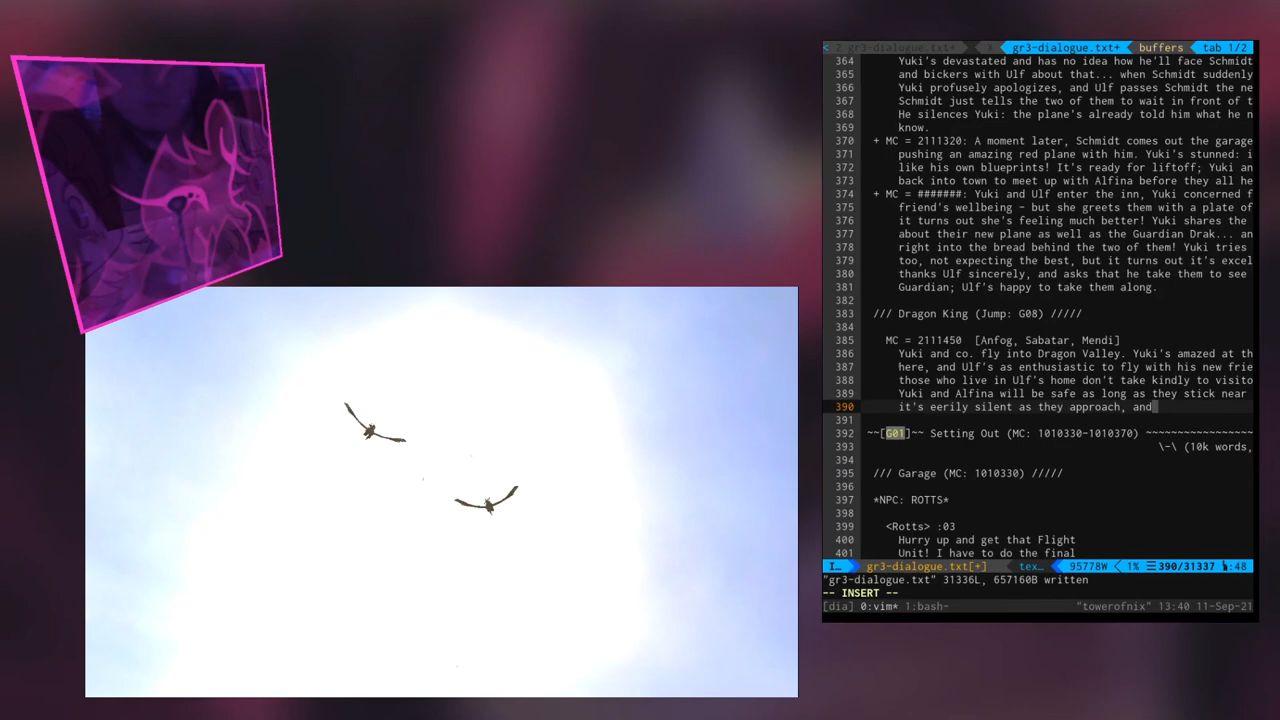 < 2 gr3-dialogue.txt+ gr3-dialogue.txt+ buffers tab 1/2
364 Yuki's devastated and has no idea how he'll face Schmidt
365 and bickers with Ulf about that... when Schmidt suddenly
366 Yuki profusely apologizes, and Ulf passes Schmidt the ne
367 Schmidt just tells the two of them to wait in front of t
368 He silences Yuki: the plane's already told him what he n
369 know.
370 + MC = 2111320: A moment later, Schmidt comes out the garage
371 pushing an amazing red plane with him. Yuki's stunned: i
372 like his own blueprints! It's ready for liftoff; Yuki an
373 back into town to meet up with Alfina before they all he
374 + MC = #######: Yuki and Ulf enter the inn, Yuki concerned f
375 friend's wellbeing - but she greets them with a plate of
376 it turns out she's feeling much better! Yuki shares the
377 about their new plane as well as the Guardian Drak... an
378 right into the bread behind the two of them! Yuki tries
379 too, not expecting the best, but it turns out it's excel
380 thanks Ulf sincerely, and asks that he take them to see
381 Guardian; Ulf's happy to take them along.
382
383 /// Dragon King (Jump: G08) /////
384
385 MC = 2111450 [Anfog, Sabatar, Mendi]
386 Yuki and co. fly into Dragon Valley. Yuki's amazed at th
387 here, and Ulf's as enthusiastic to fly with his new frie
388 those who live in Ulf's home don't take kindly to visito
389 Yuki and Alfina will be safe as long as they stick near
390 it's eerily silent as they approach, and
391
392 ~~[G01]~~ Setting Out (MC: 1010330-1010370) ~~~~~~~~~~~~~~~~~
393 \-\ (10k words,
394
395 /// Garage (MC: 1010330) /////
396
397 *NPC: ROTTS*
398
399 <Rotts> :03
400 Hurry up and get that Flight
401 Unit! I have to do the final
I… gr3-dialogue.txt[+] tex… 95778W < 1% ☰390/31337 :48
"gr3-dialogue.txt" 31336L, 657160B written
-- INSERT --
[dia] 0:vim* 1:bash- "towerofnix" 13:40 11-Sep-21